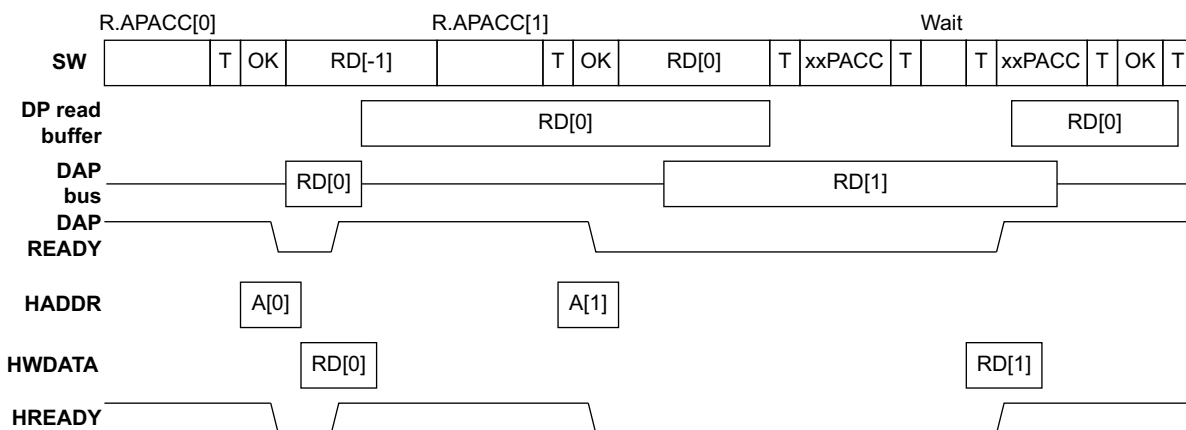 R.APACC[0] R.APACC[1] Wait
SW T OK RD[-1] T OK RD[0] T xxPACC T T xxPACC T OK T
DP read
buffer RD[0] RD[0]
DAP
bus RD[0] RD[1]
DAP
READY
HADDR A[0] A[1]
HWDATA RD[0] RD[1]
HREADY